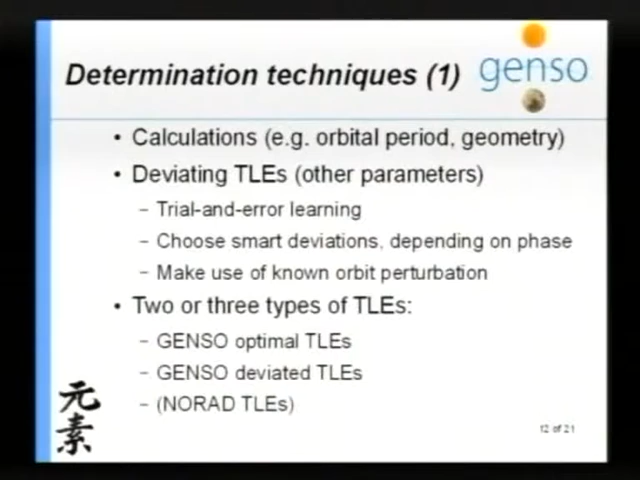 Determination techniques (1)
genso
• Calculations (e.g. orbital period, geometry)
• Deviating TLEs (other parameters)
– Trial-and-error learning
– Choose smart deviations, depending on phase
– Make use of known orbit perturbation
• Two or three types of TLEs:
– GENSO optimal TLEs
– GENSO deviated TLEs
– (NORAD TLEs)
元
素
12 of 21